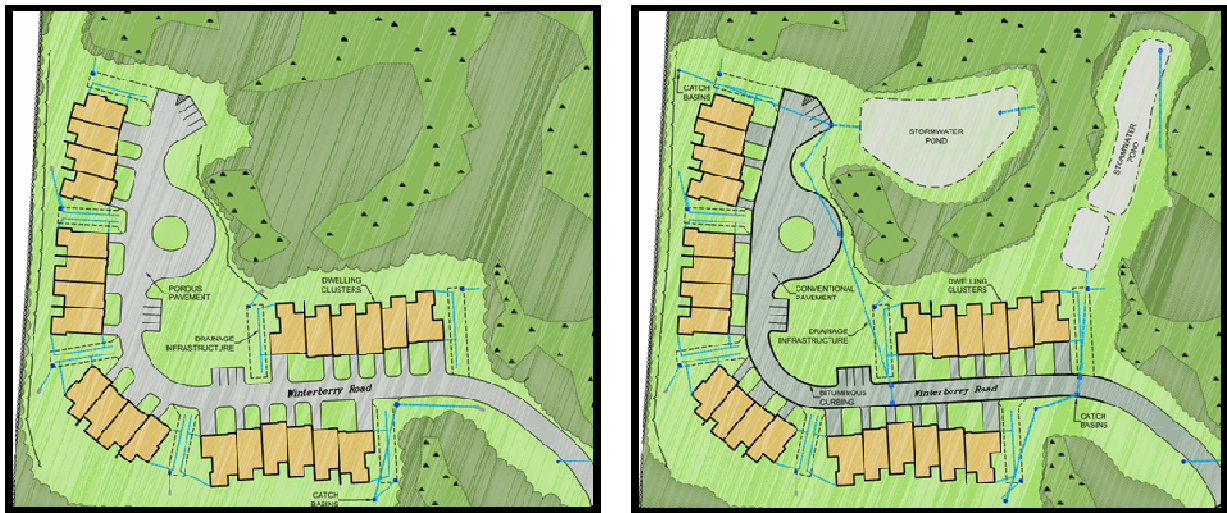 POROUS
PAVEMENT
DWELLING
CLUSTERS
DRAINAGE
INFRASTRUCTURE
Winterberry Road
CATCH
BASINS
CATCH
BASINS
STORMWATER
POND
STORMWATER
POND
CONVENTIONAL
PAVEMENT
DWELLING
CLUSTERS
DRAINAGE
INFRASTRUCTURE
BITUMINOUS
CURBING
Winterberry Road
CATCH
BASINS